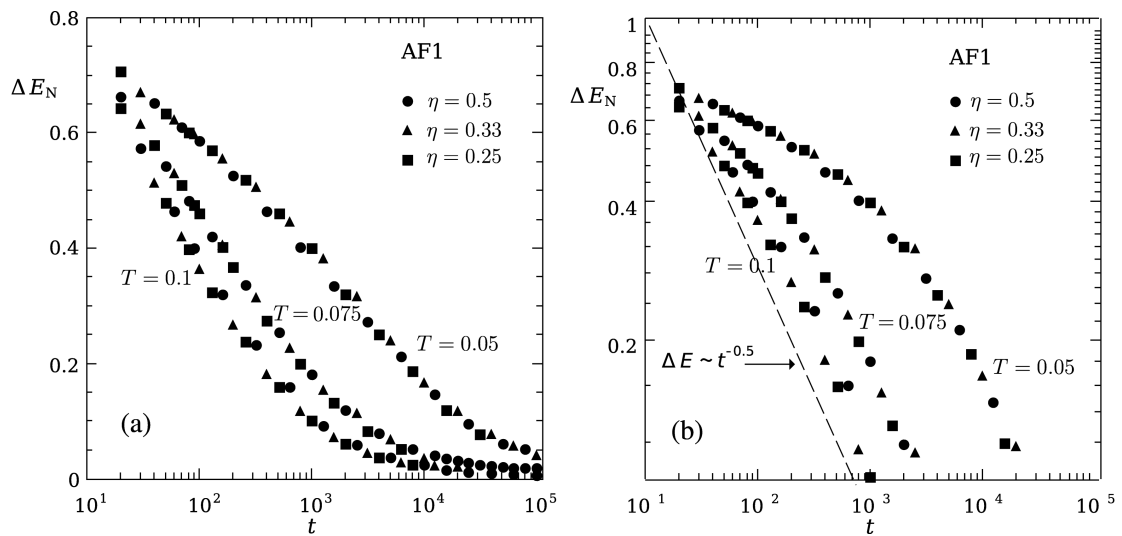 0.8
0.6
0.4
0.2
0
ΔE_N
AF1
η = 0.5
η = 0.33
η = 0.25
T = 0.1
T = 0.075
T = 0.05
(a)
10^1 10^2 10^3 10^4 10^5
t
1
0.8
0.6
0.4
0.2
ΔE_N
AF1
η = 0.5
η = 0.33
η = 0.25
T = 0.1
T = 0.075
T = 0.05
ΔE ~ t^-0.5
(b)
10^1 10^2 10^3 10^4 10^5
t